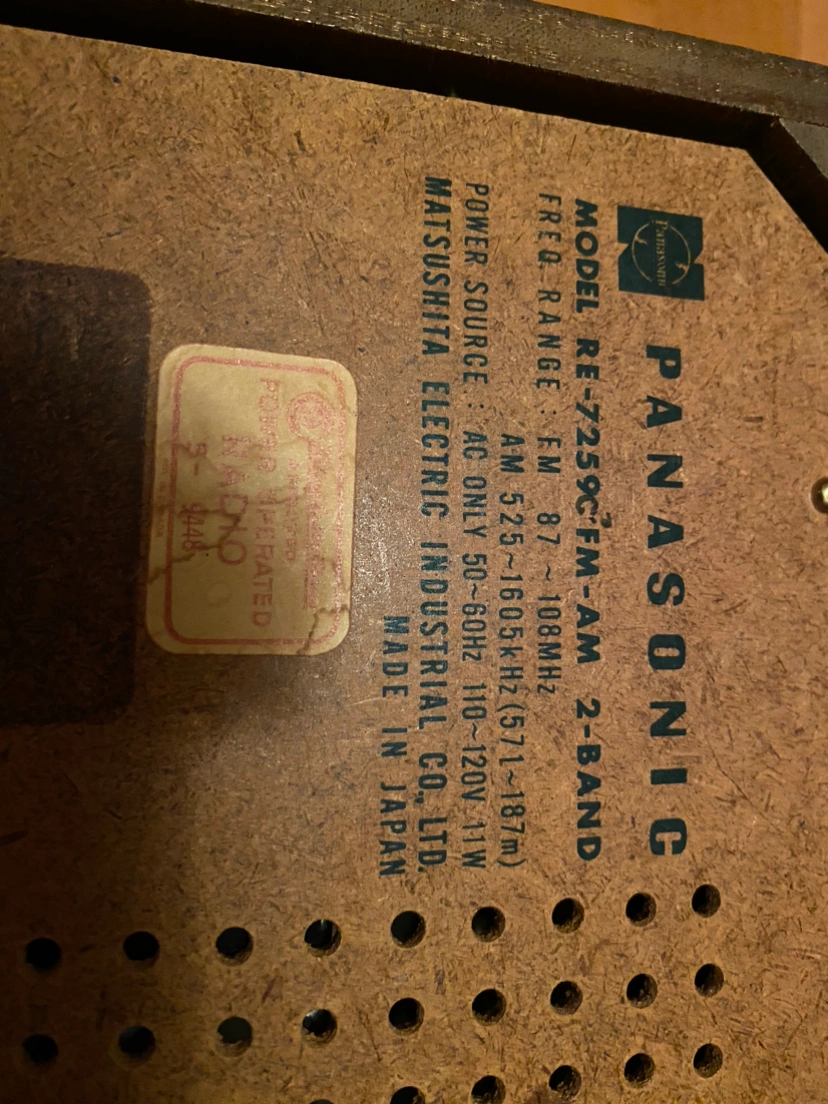 Panasonic
PANASONIC
MODEL RE-7259C FM-AM 2-BAND
FREQ. RANGE : FM 87~108MHz
AM 525~1605kHz(571~187m)
POWER SOURCE : AC ONLY 50~60Hz 110~120V 11W
MATSUSHITA ELECTRIC INDUSTRIAL CO., LTD.
MADE IN JAPAN
POWER OPERATED
RADIO